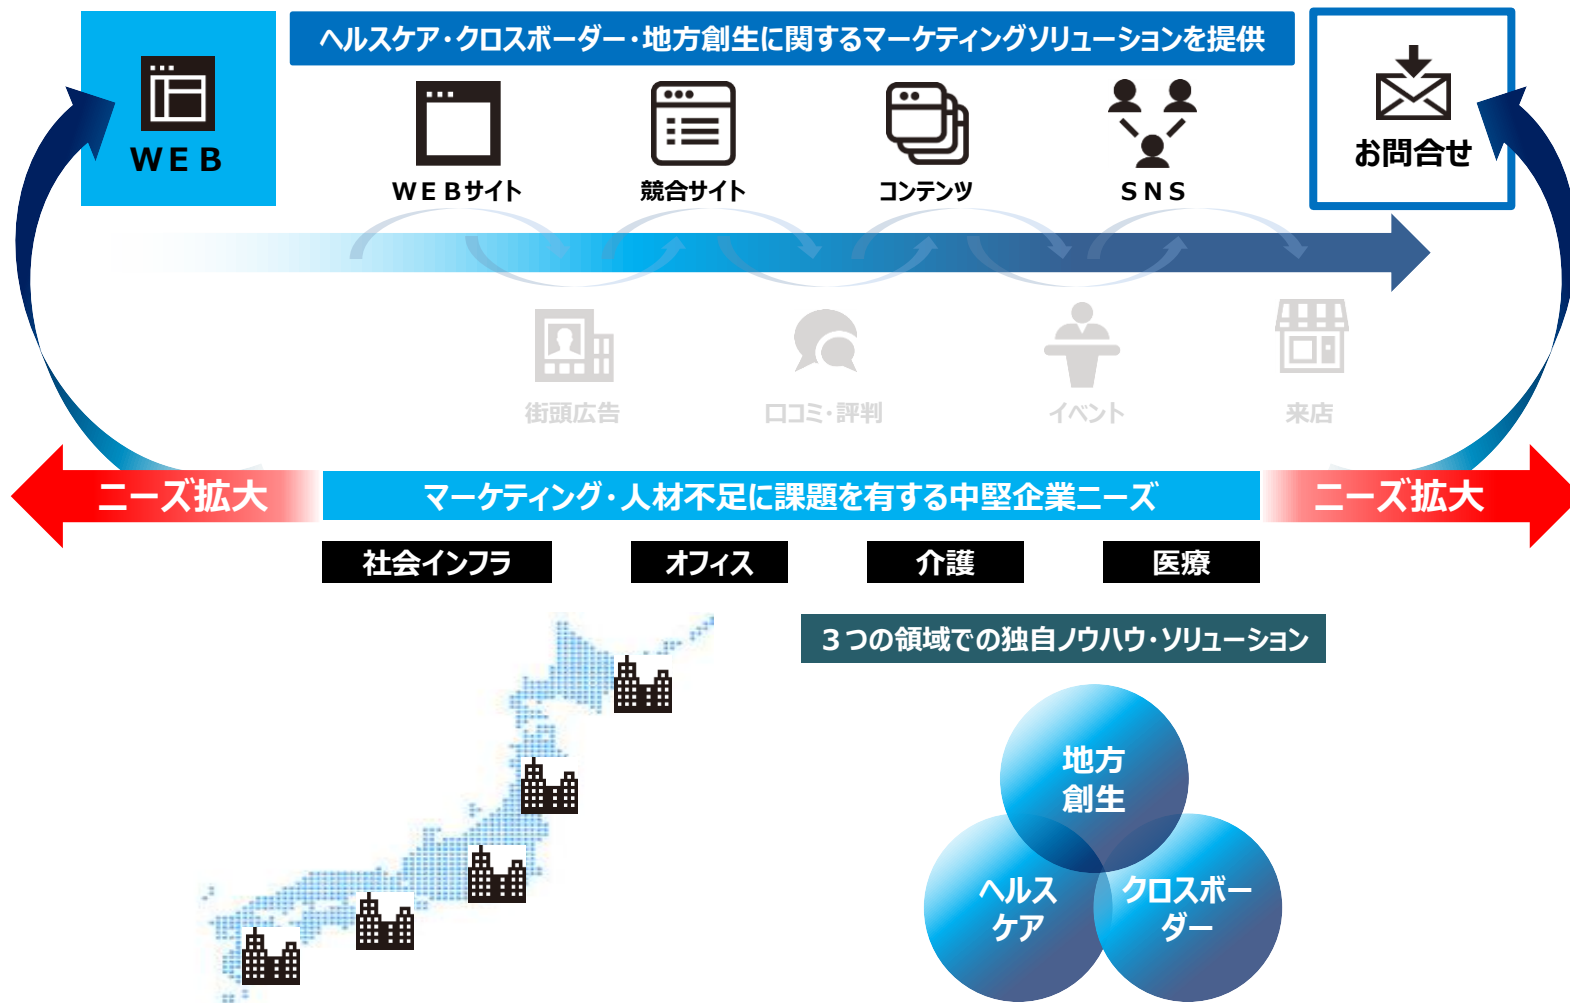 ヘルスケア・クロスボーダー・地方創生に関するマーケティングソリューションを提供
ＷＥＢ
ＷＥＢサイト
競合サイト
コンテンツ
ＳＮＳ
お問合せ
街頭広告
口コミ・評判
イベント
来店
ニーズ拡大
マーケティング・人材不足に課題を有する中堅企業ニーズ
ニーズ拡大
社会インフラ
オフィス
介護
医療
３つの領域での独自ノウハウ・ソリューション
地方
創生
ヘルス
ケア
クロスボー
ダー